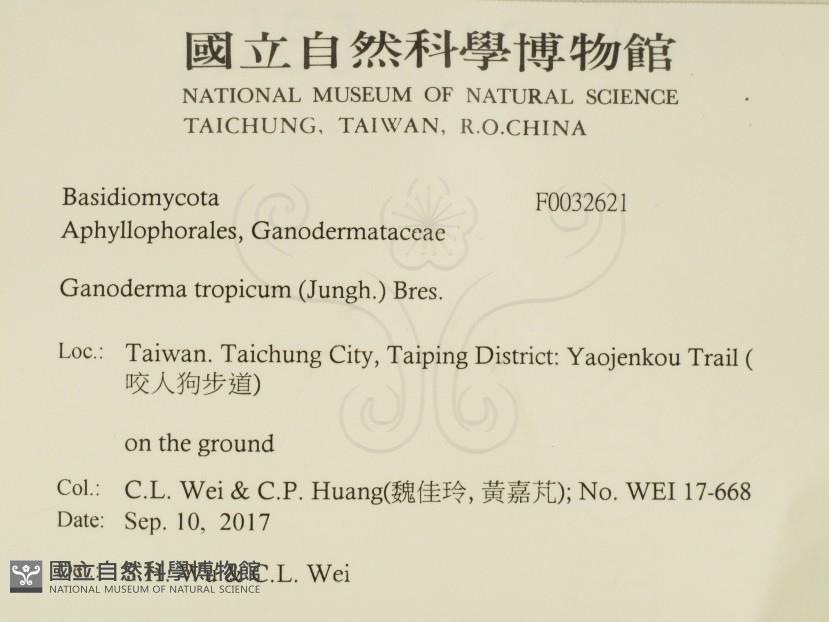 國立自然科學博物館
NATIONAL MUSEUM OF NATURAL SCIENCE
TAICHUNG, TAIWAN, R.O.CHINA
Basidiomycota F0032621
Aphyllophorales, Ganodermataceae
Ganoderma tropicum (Jungh.) Bres.
Loc.: Taiwan. Taichung City, Taiping District: Yaojenkou Trail (
咬人狗步道)
on the ground
Col.: C.L. Wei & C.P. Huang(魏佳玲, 黃嘉芃); No. WEI 17-668
Date: Sep. 10, 2017
C.L. Wei
國立自然科學博物館
NATIONAL MUSEUM OF NATURAL SCIENCE